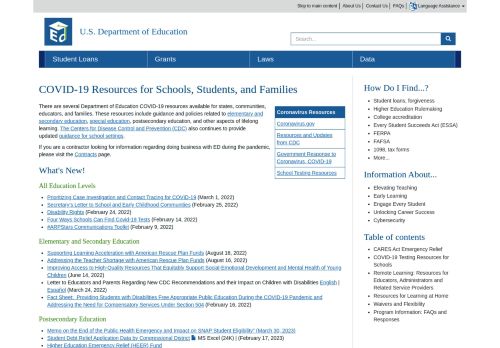 Skip to main content | About Us | Contact Us | FAQs | Language Assistance
U.S. Department of Education
Search...
Student Loans Grants Laws Data
COVID-19 Resources for Schools, Students, and Families
There are several Department of Education COVID-19 resources available for states, communities,
educators, and families. These resources include guidance and policies related to elementary
and secondary education, special education, postsecondary education, and other aspects of lifelong
learning. The Centers for Disease Control and Prevention (CDC) also continues to provide
updated guidance for school settings.
If you are a contractor looking for information regarding doing business with ED during the pandemic,
please visit the Contracts page.
Coronavirus Resources
Coronavirus.gov
Resources and Updates
from CDC
Government Response to
Coronavirus, COVID-19
School Testing Resources
What's New!
All Education Levels
Prioritizing Case Investigation and Contact Tracing for COVID-19 (March 1, 2022)
Secretary's Letter to School and Early Childhood Communities (February 25, 2022)
Disability Rights (February 24, 2022)
Four Ways Schools Can Find Covid-19 Tests (February 14, 2022)
#ARPStars Communications Toolkit (February 9, 2022)
Elementary and Secondary Education
Supporting Learning Acceleration with American Rescue Plan Funds (August 18, 2022)
Addressing the Teacher Shortage with American Rescue Plan Funds (August 16, 2022)
Improving Access to High-Quality Resources That Equitably Support Social-Emotional Development and Mental Health of Young
Children (June 14, 2022)
Letter to Educators and Parents Regarding New CDC Recommendations and their Impact on Children with Disabilities English |
Español (March 24, 2022)
Fact Sheet: Providing Students with Disabilities Free Appropriate Public Education During the COVID-19 Pandemic and
Addressing the Need for Compensatory Services Under Section 504 (February 16, 2022)
Postsecondary Education
Memo on the End of the Public Health Emergency and Impact on SNAP Student Eligibility' (March 30, 2023)
Student Debt Relief Application Data by Congressional District MS Excel (24K) | (February 17, 2023)
Higher Education Emergency Relief (HEER) Fund
How Do I Find...?
Student loans, forgiveness
Higher Education Rulemaking
College accreditation
Every Student Succeeds Act (ESSA)
FERPA
FAFSA
1098, tax forms
More...
Information About...
Elevating Teaching
Early Learning
Engage Every Student
Unlocking Career Success
Cybersecurity
Table of contents
CARES Act Emergency Relief
COVID-19 Testing Resources for
Schools
Remote Learning: Resources for
Educators, Administrators and
Related Service Providers
Resources for Learning at Home
Waivers and Flexibility
Program Information: FAQs and
Responses